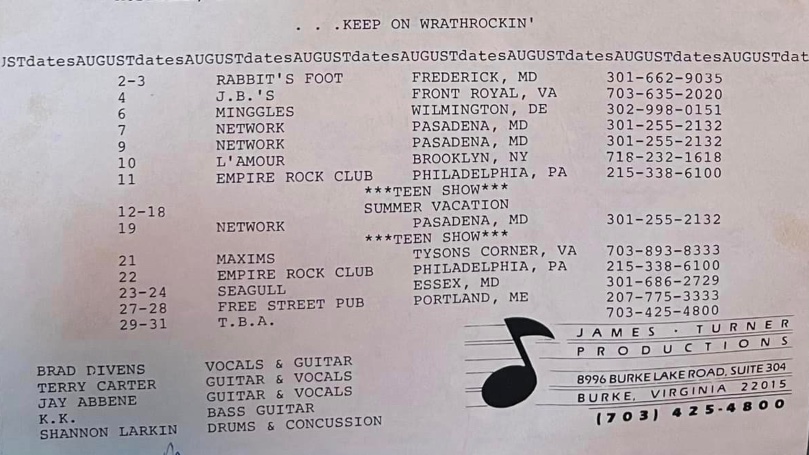 . . .KEEP ON WRATHROCKIN'
USTdatesAUGUSTdatesAUGUSTdatesAUGUSTdatesAUGUSTdatesAUGUSTdatesAUGUSTdatesAUGUSTdat
2-3 RABBIT'S FOOT FREDERICK, MD 301-662-9035
4 J.B.'S FRONT ROYAL, VA 703-635-2020
6 MINGGLES WILMINGTON, DE 302-998-0151
7 NETWORK PASADENA, MD 301-255-2132
9 NETWORK PASADENA, MD 301-255-2132
10 L'AMOUR BROOKLYN, NY 718-232-1618
11 EMPIRE ROCK CLUB PHILADELPHIA, PA 215-338-6100
***TEEN SHOW***
12-18 SUMMER VACATION
19 NETWORK PASADENA, MD 301-255-2132
***TEEN SHOW***
21 MAXIMS TYSONS CORNER, VA 703-893-8333
22 EMPIRE ROCK CLUB PHILADELPHIA, PA 215-338-6100
23-24 SEAGULL ESSEX, MD 301-686-2729
27-28 FREE STREET PUB PORTLAND, ME 207-775-3333
29-31 T.B.A. 703-425-4800
BRAD DIVENS VOCALS & GUITAR
TERRY CARTER GUITAR & VOCALS
JAY ABBENE GUITAR & VOCALS
K.K. BASS GUITAR
SHANNON LARKIN DRUMS & CONCUSSION
JAMES · TURNER
PRODUCTIONS
8996 BURKE LAKE ROAD, SUITE 304
BURKE, VIRGINIA 22015
(703) 425-4800